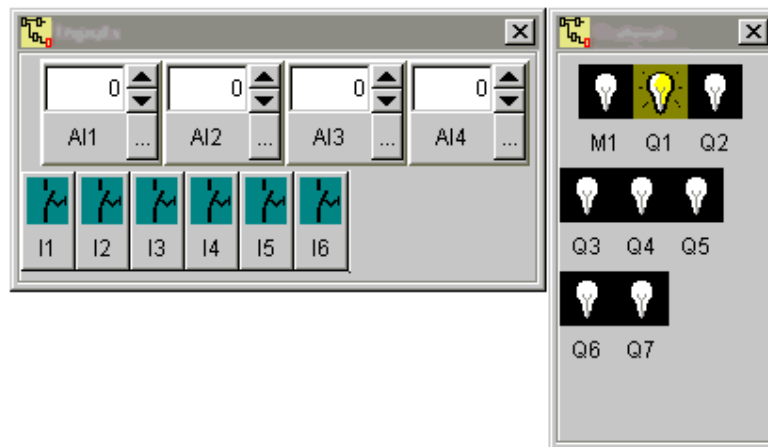 0 0 0 0
AI1 ... AI2 ... AI3 ... AI4 ...
I1 I2 I3 I4 I5 I6
M1 Q1 Q2
Q3 Q4 Q5
Q6 Q7